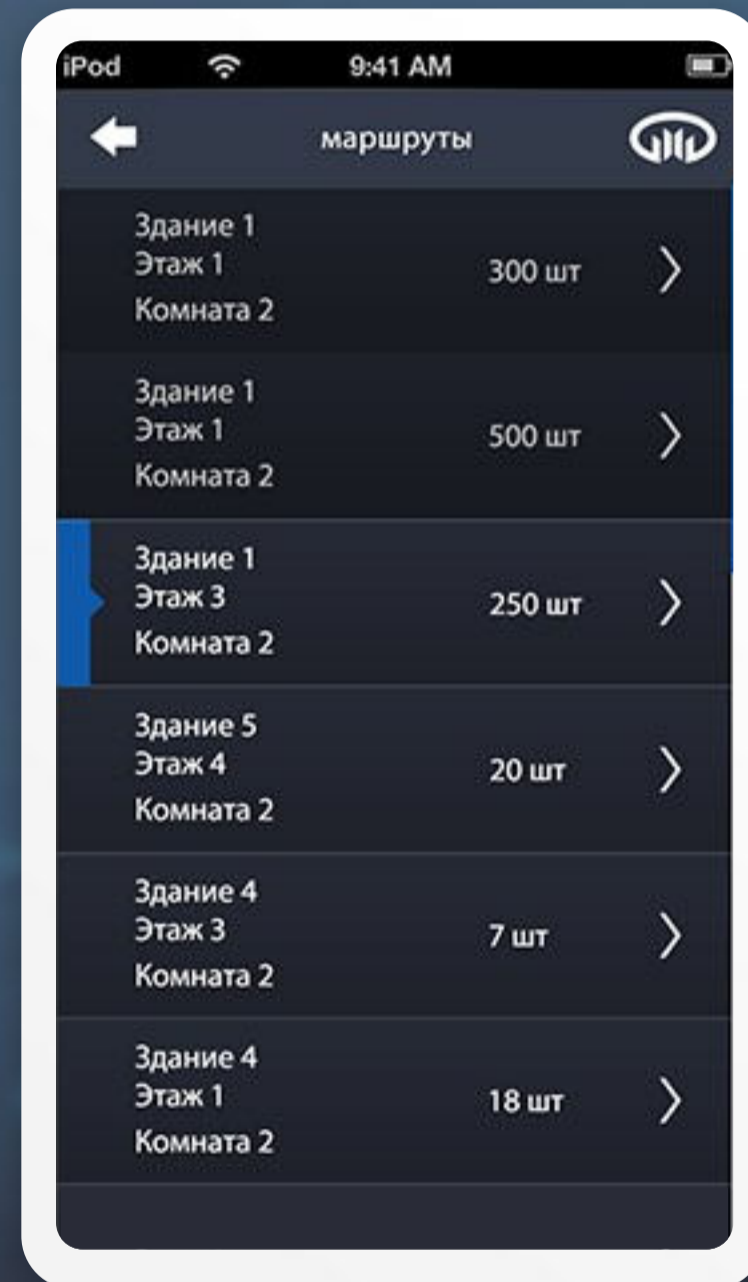 iPod 9:41 AM
маршруты
Здание 1
Этаж 1
300 шт
Комната 2
Здание 1
Этаж 1
500 шт
Комната 2
Здание 1
Этаж 3
250 шт
Комната 2
Здание 5
Этаж 4
20 шт
Комната 2
Здание 4
Этаж 3
7 шт
Комната 2
Здание 4
Этаж 1
18 шт
Комната 2